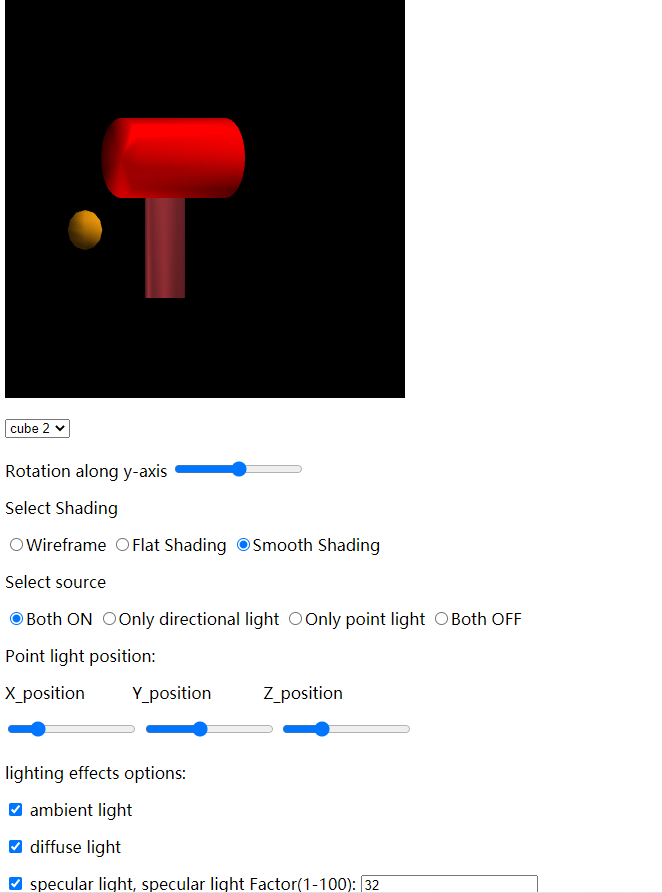 cube 2
Rotation along y-axis
Select Shading
Wireframe Flat Shading Smooth Shading
Select source
Both ON Only directional light Only point light Both OFF
Point light position:
X_position Y_position Z_position
lighting effects options:
ambient light
diffuse light
specular light, specular light Factor(1-100): 32